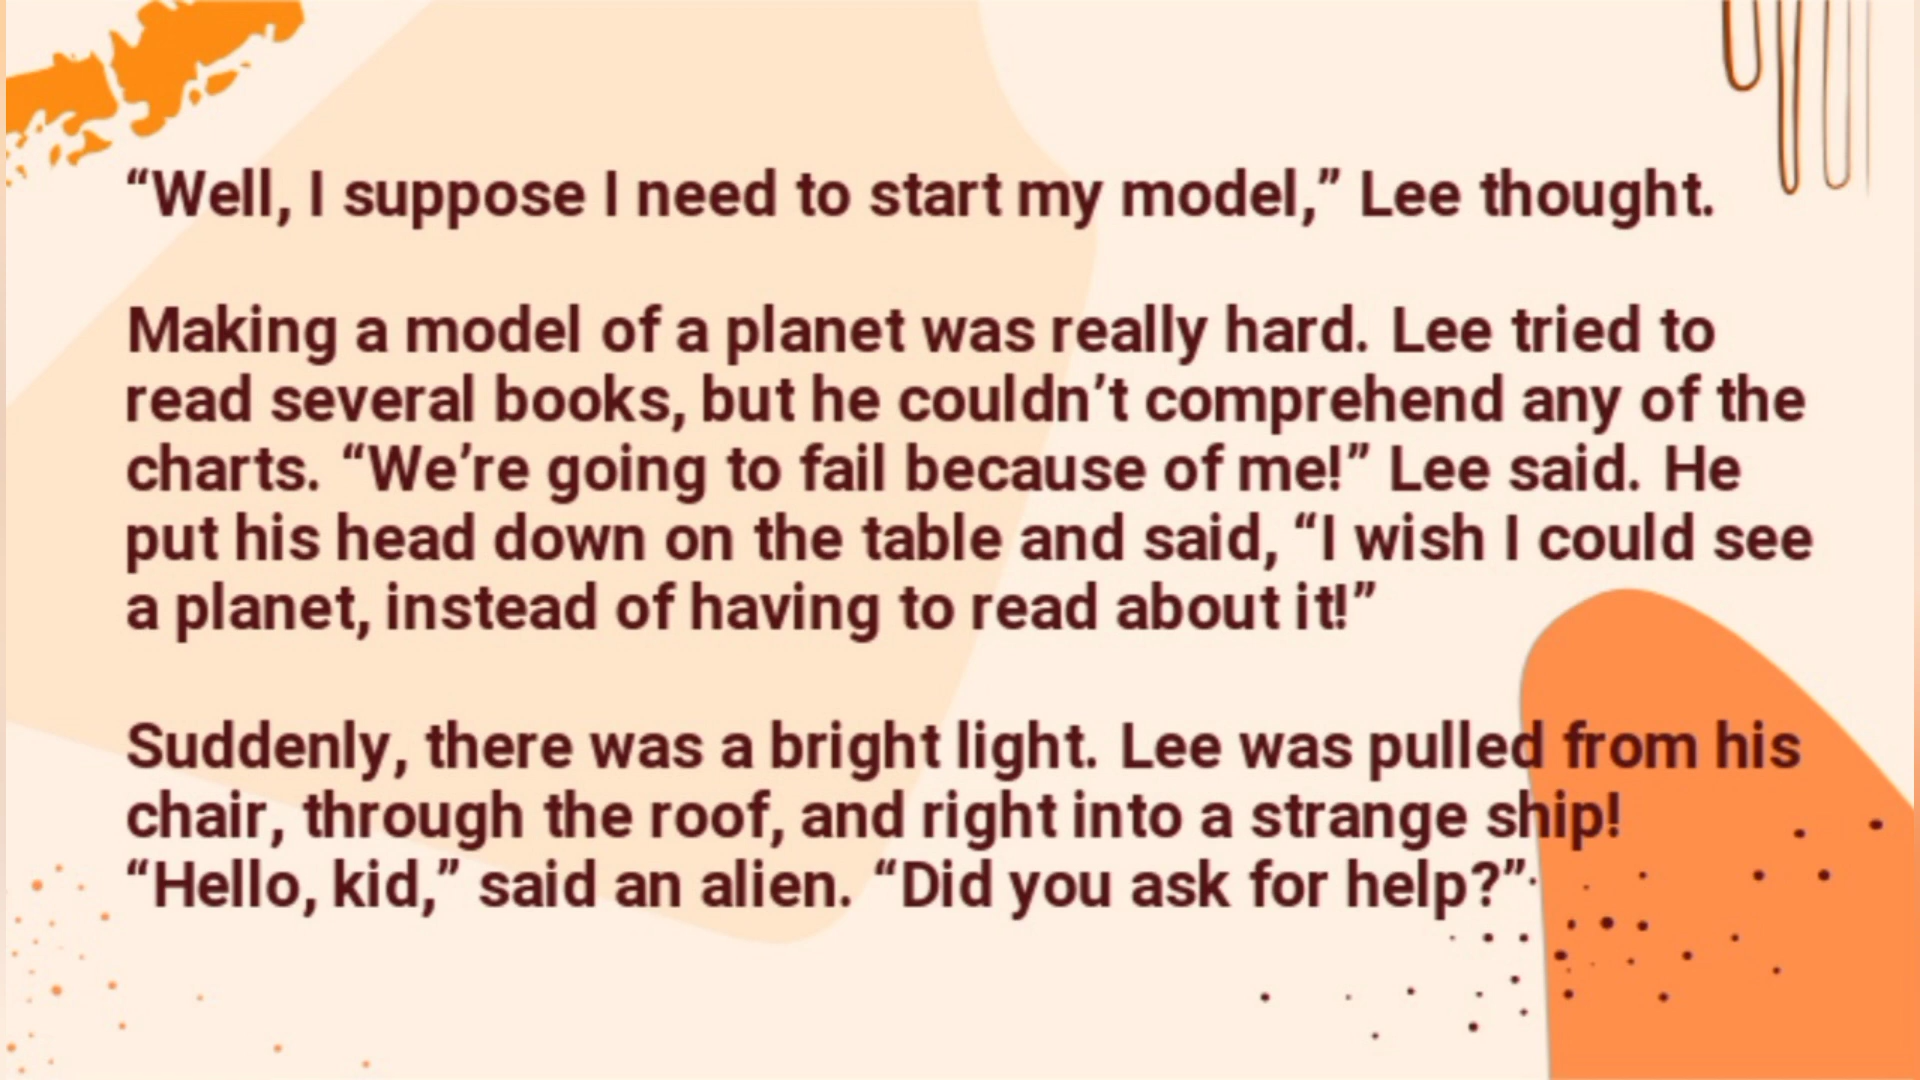 “Well, I suppose I need to start my model,” Lee thought.
Making a model of a planet was really hard. Lee tried to
read several books, but he couldn’t comprehend any of the
charts. “We’re going to fail because of me!” Lee said. He
put his head down on the table and said, “I wish I could see
a planet, instead of having to read about it!”
Suddenly, there was a bright light. Lee was pulled from his
chair, through the roof, and right into a strange ship!
“Hello, kid,” said an alien. “Did you ask for help?”